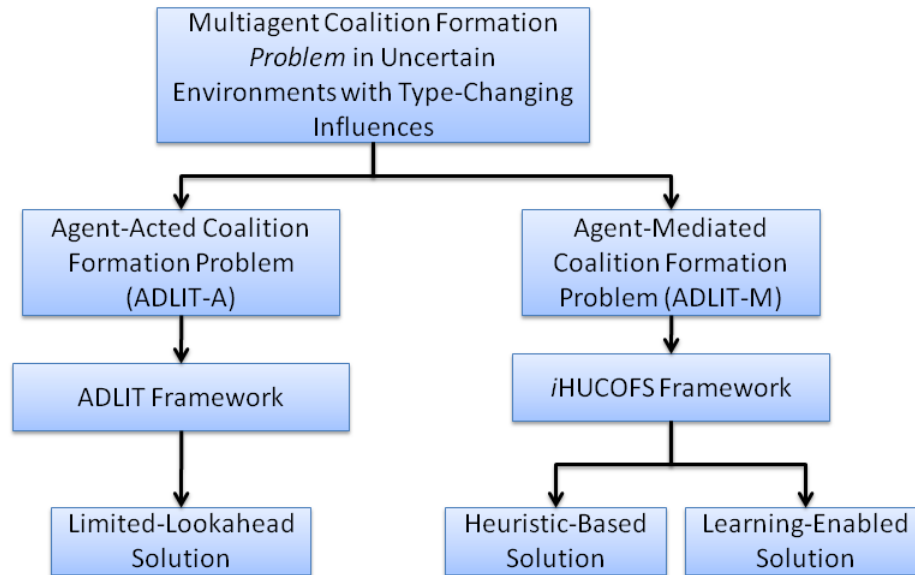 Multiagent Coalition Formation
Problem in Uncertain
Environments with Type-Changing
Influences
Agent-Acted Coalition
Formation Problem
(ADLIT-A)
Agent-Mediated
Coalition Formation
Problem (ADLIT-M)
ADLIT Framework
iHUCOFS Framework
Limited-Lookahead
Solution
Heuristic-Based
Solution
Learning-Enabled
Solution